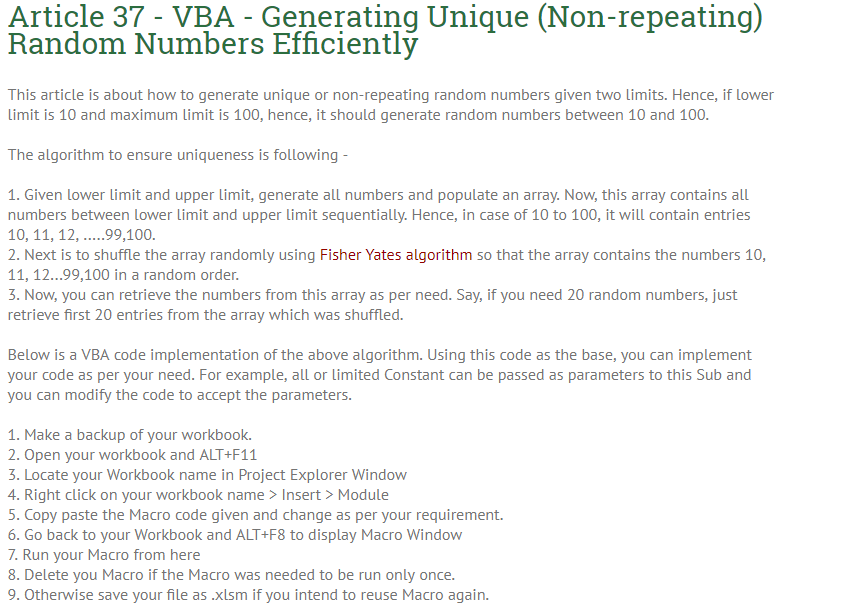 Article 37 - VBA - Generating Unique (Non-repeating)
Random Numbers Efficiently
This article is about how to generate unique or non-repeating random numbers given two limits. Hence, if lower
limit is 10 and maximum limit is 100, hence, it should generate random numbers between 10 and 100.
The algorithm to ensure uniqueness is following -
1. Given lower limit and upper limit, generate all numbers and populate an array. Now, this array contains all
numbers between lower limit and upper limit sequentially. Hence, in case of 10 to 100, it will contain entries
10, 11, 12, .....99,100.
2. Next is to shuffle the array randomly using Fisher Yates algorithm so that the array contains the numbers 10,
11, 12...99,100 in a random order.
3. Now, you can retrieve the numbers from this array as per need. Say, if you need 20 random numbers, just
retrieve first 20 entries from the array which was shuffled.
Below is a VBA code implementation of the above algorithm. Using this code as the base, you can implement
your code as per your need. For example, all or limited Constant can be passed as parameters to this Sub and
you can modify the code to accept the parameters.
1. Make a backup of your workbook.
2. Open your workbook and ALT+F11
3. Locate your Workbook name in Project Explorer Window
4. Right click on your workbook name > Insert > Module
5. Copy paste the Macro code given and change as per your requirement.
6. Go back to your Workbook and ALT+F8 to display Macro Window
7. Run your Macro from here
8. Delete you Macro if the Macro was needed to be run only once.
9. Otherwise save your file as .xlsm if you intend to reuse Macro again.